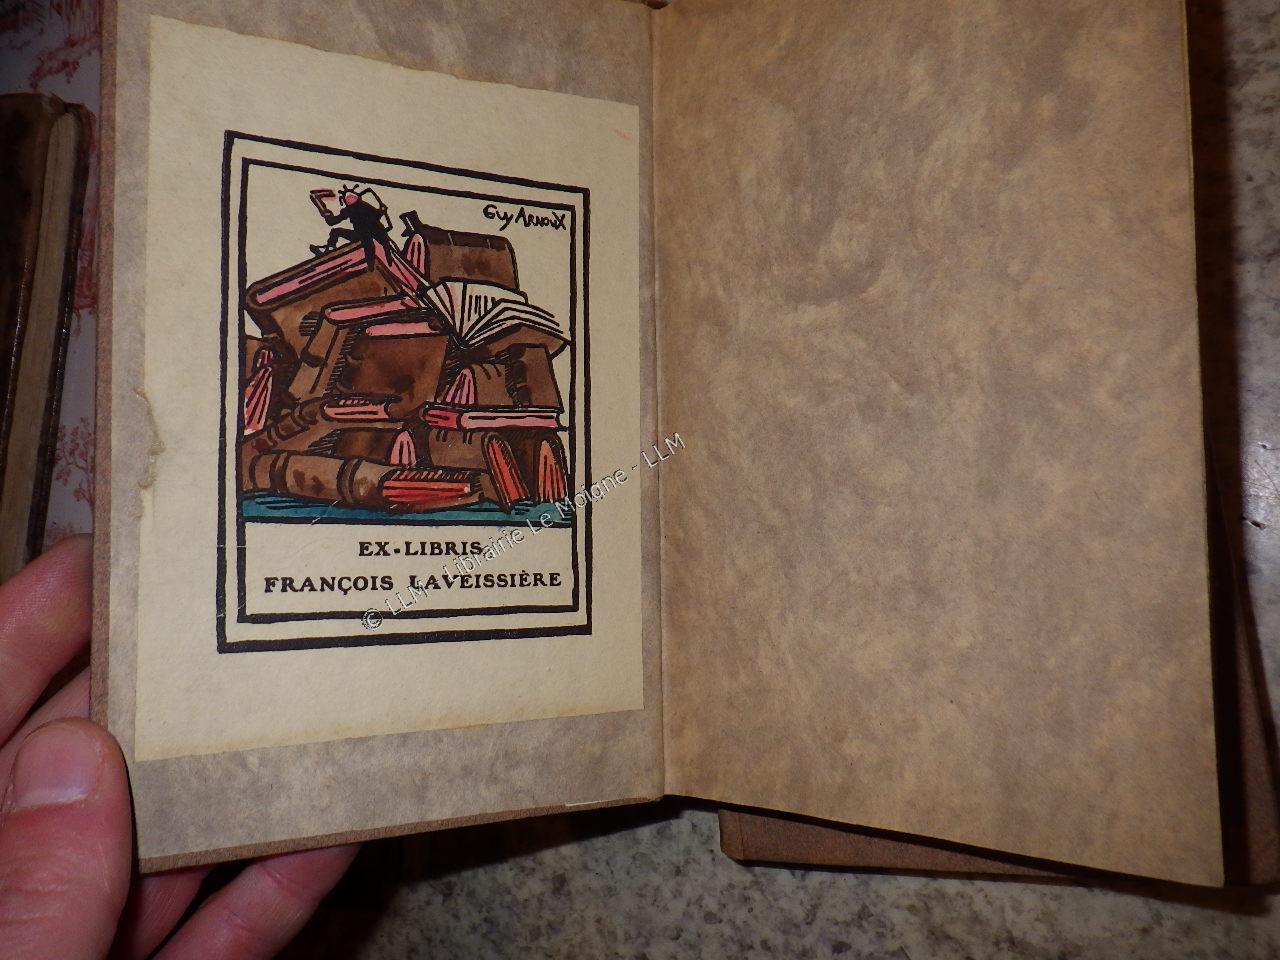 Guy Arnoux
EX-LIBRIS
FRANÇOIS LAVEISSIÈRE
© LLM - Librairie Le Moigne - LLM